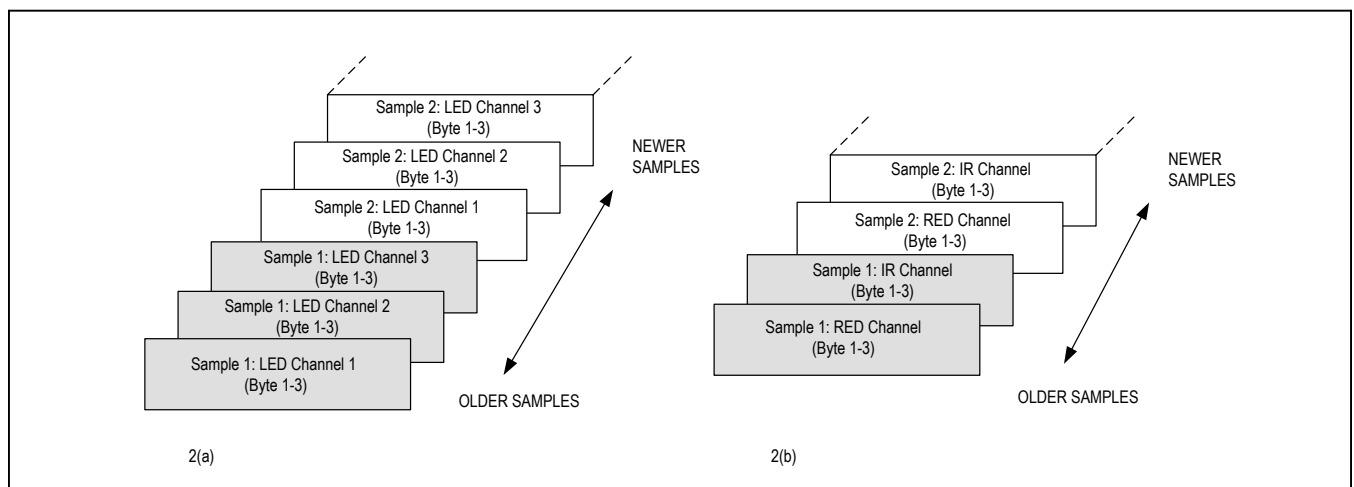 Sample 2: LED Channel 3
(Byte 1-3)
Sample 2: LED Channel 2
(Byte 1-3)
Sample 2: LED Channel 1
(Byte 1-3)
Sample 1: LED Channel 3
(Byte 1-3)
Sample 1: LED Channel 2
(Byte 1-3)
Sample 1: LED Channel 1
(Byte 1-3)
NEWER
SAMPLES
OLDER SAMPLES
2(a)
Sample 2: IR Channel
(Byte 1-3)
Sample 2: RED Channel
(Byte 1-3)
Sample 1: IR Channel
(Byte 1-3)
Sample 1: RED Channel
(Byte 1-3)
NEWER
SAMPLES
OLDER SAMPLES
2(b)